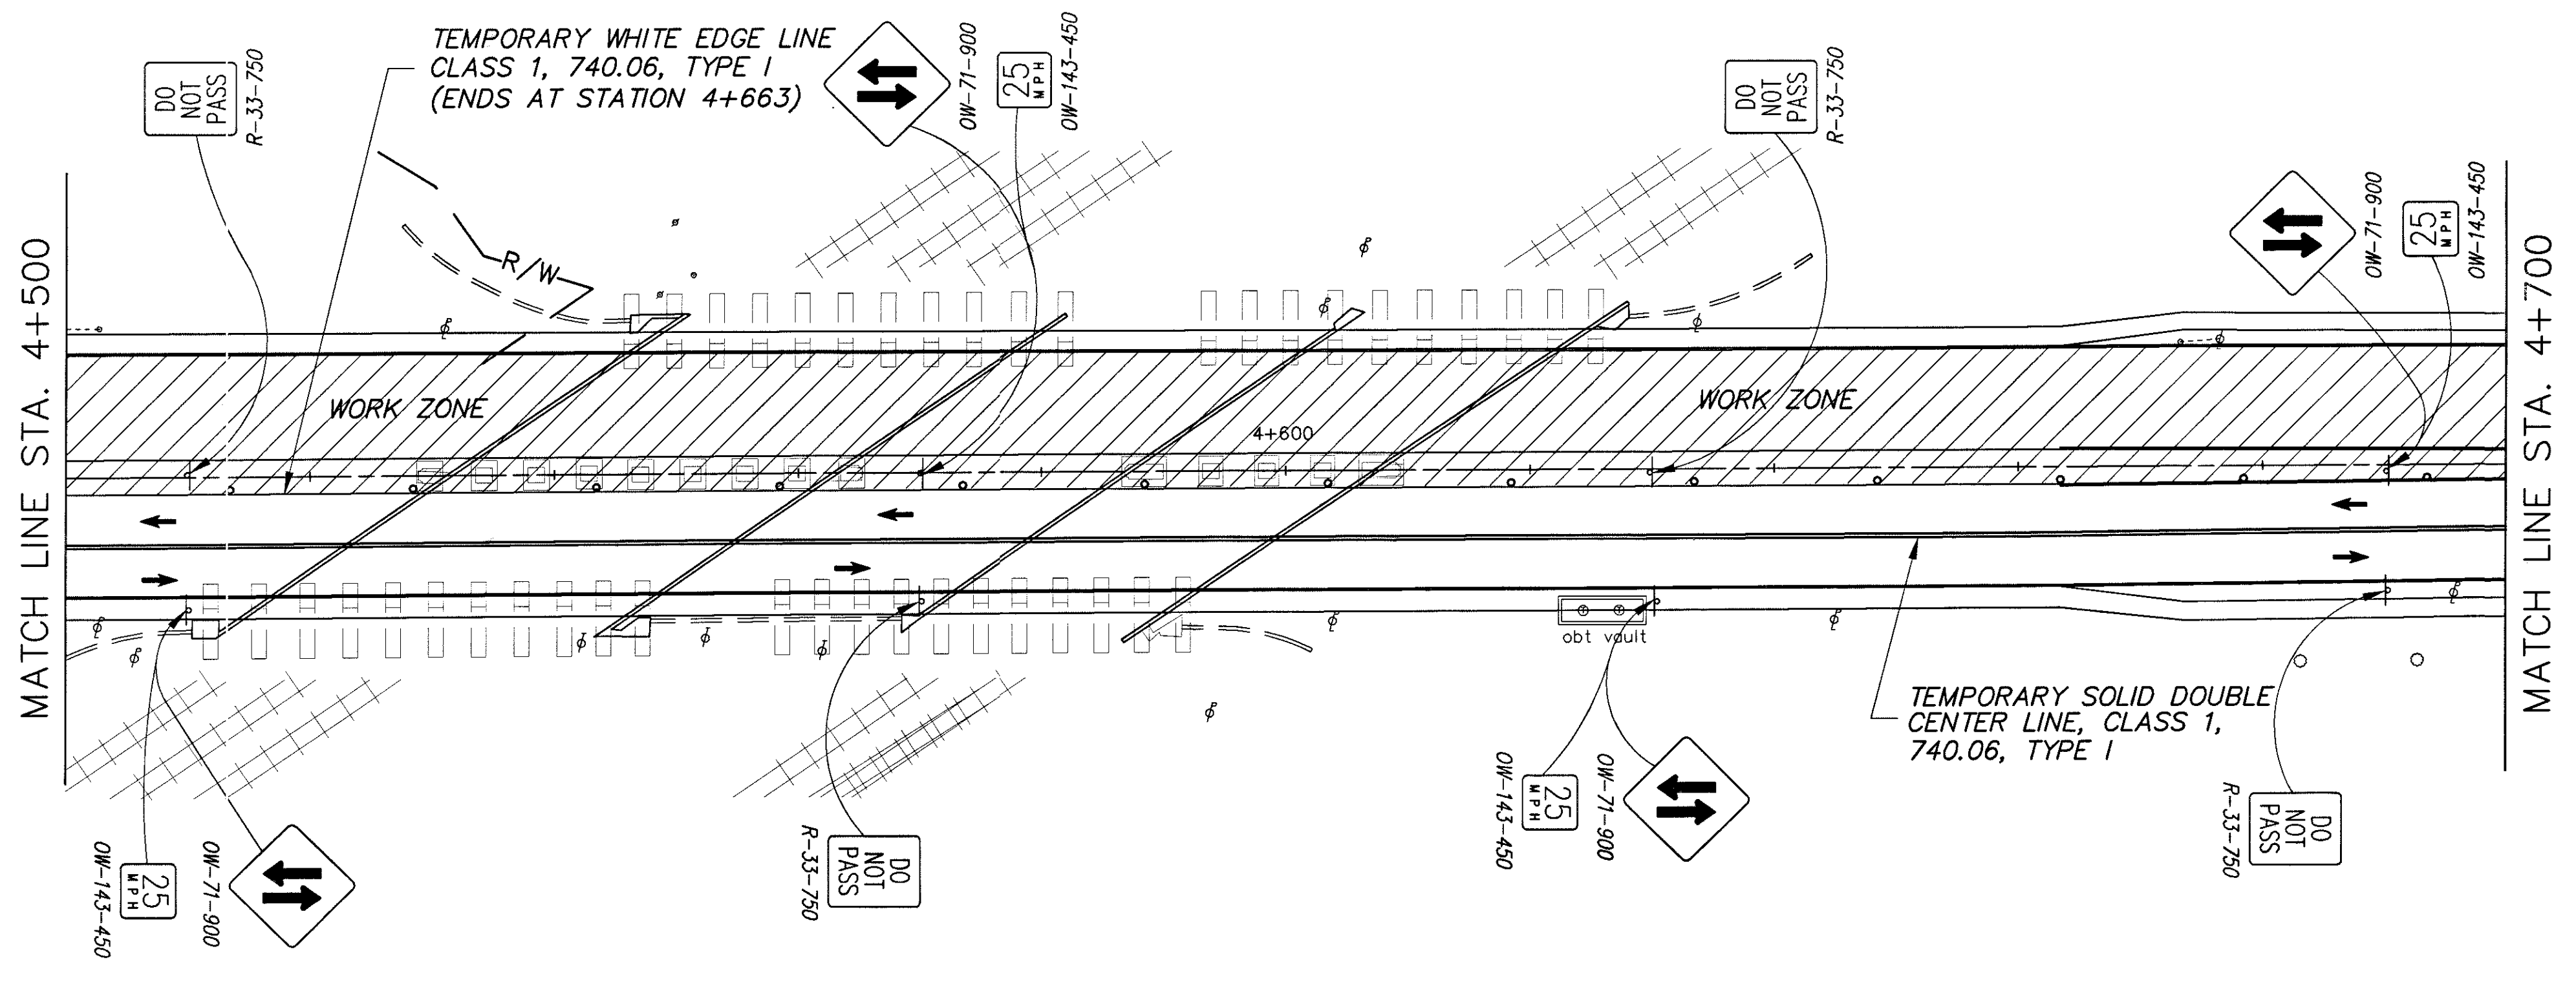 MATCH LINE STA. 4+500
DO
NOT
PASS
R-33-750
TEMPORARY WHITE EDGE LINE
CLASS 1, 740.06, TYPE I
(ENDS AT STATION 4+663)
OW-71-900
25
MPH
OW-143-450
DO
NOT
PASS
R-33-750
OW-71-900
25
MPH
OW-143-450
MATCH LINE STA. 4+700
R/W
WORK ZONE
WORK ZONE
4+600
obt vault
TEMPORARY SOLID DOUBLE
CENTER LINE, CLASS 1,
740.06, TYPE I
OW-143-450
25
MPH
OW-71-900
R-33-750
DO
NOT
PASS
OW-143-450
25
MPH
OW-71-900
R-33-750
DO
NOT
PASS